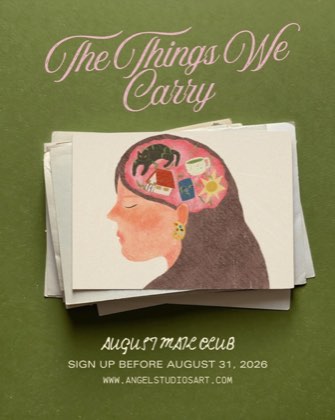 The Things We
Carry
AUGUST MAIL CLUB
SIGN UP BEFORE AUGUST 31, 2026
WWW.ANGELSTUDIOSART.COM